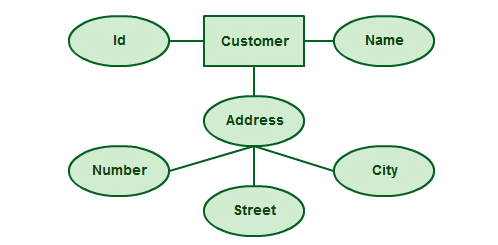 Id
Customer
Name
Address
Number
City
Street